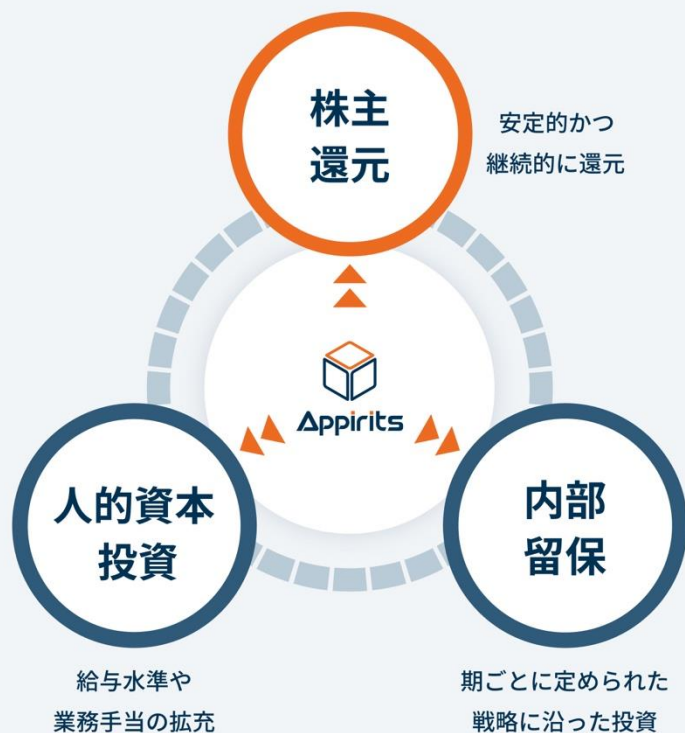 株主
還元
安定的かつ
継続的に還元
Appirits
人的資本
投資
給与水準や
業務手当の拡充
内部
留保
期ごとに定められた
戦略に沿った投資